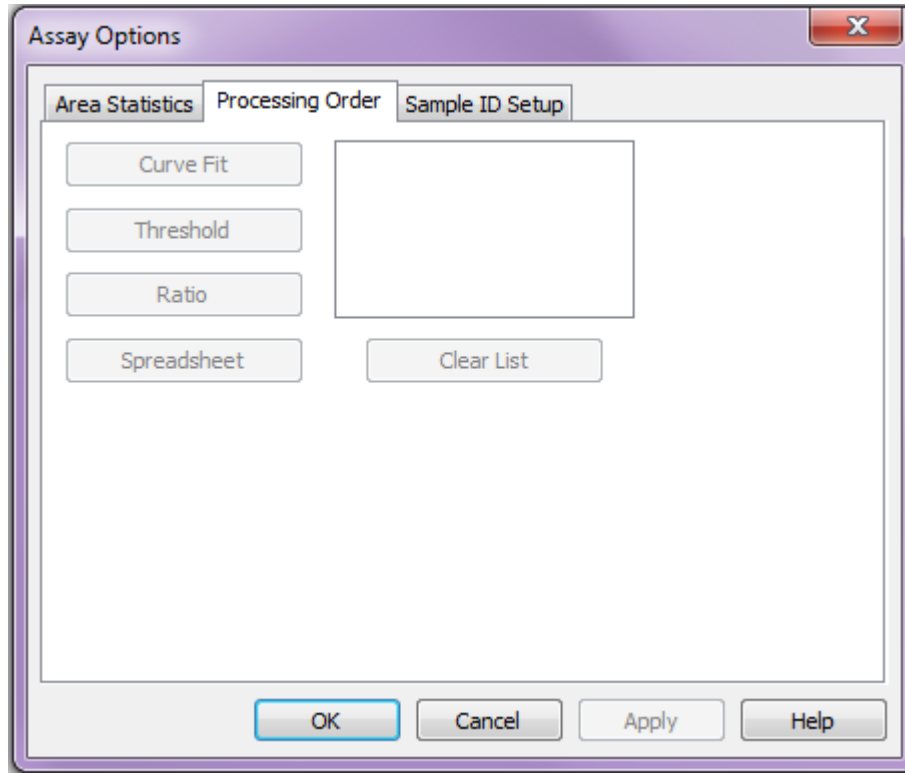 Assay Options
Area Statistics Processing Order Sample ID Setup
Curve Fit
Threshold
Ratio
Spreadsheet Clear List
OK Cancel Apply Help